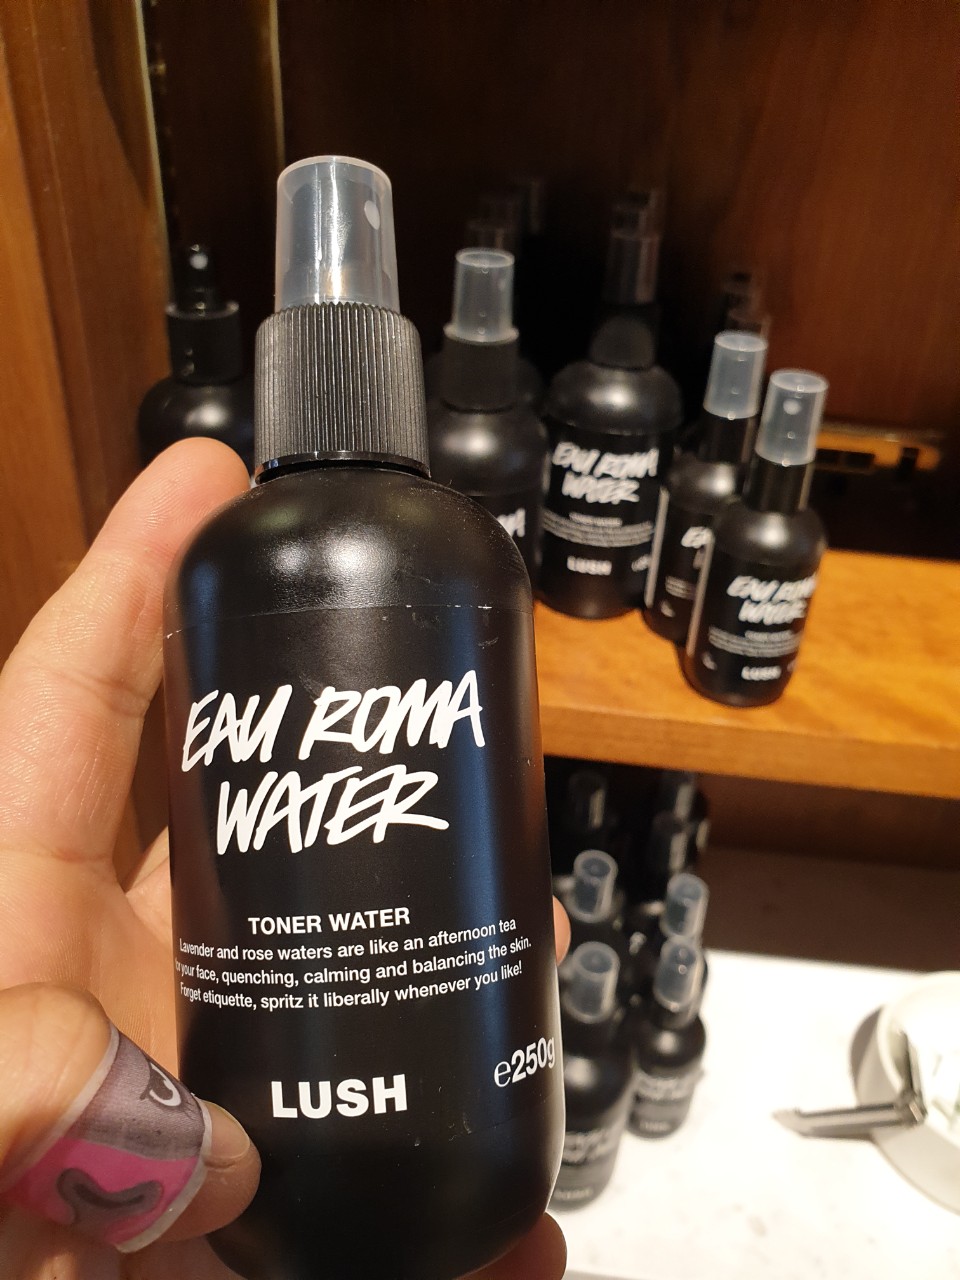 EAU ROMA
WATER
TONER WATER
Lavender and rose waters are like an afternoon tea
your face, quenching, calming and balancing the skin.
Forget etiquette, spritz it liberally whenever you like!
LUSH
℮250g
EAU ROMA
WATER
LUSH
EAU ROMA
WATER
LUSH